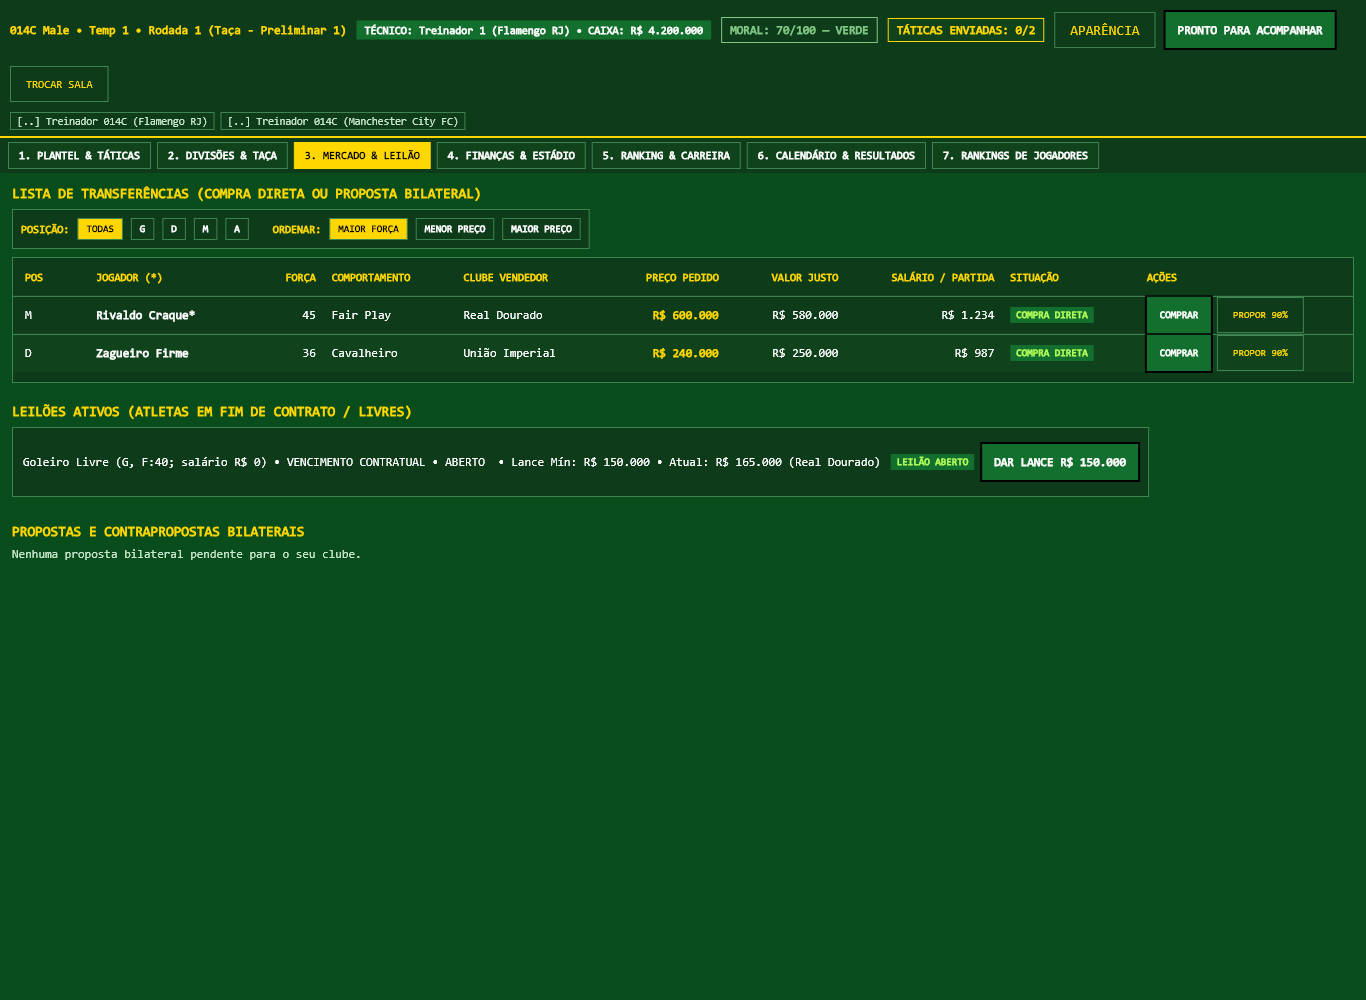 014C Male • Temp 1 • Rodada 1 (Taça - Preliminar 1) TÉCNICO: Treinador 1 (Flamengo RJ) • CAIXA: R$ 4.200.000 MORAL: 70/100 — VERDE TÁTICAS ENVIADAS: 0/2 APARÊNCIA PRONTO PARA ACOMPANHAR
TROCAR SALA
[..] Treinador 014C (Flamengo RJ) [..] Treinador 014C (Manchester City FC)
1. PLANTEL & TÁTICAS 2. DIVISÕES & TAÇA 3. MERCADO & LEILÃO 4. FINANÇAS & ESTÁDIO 5. RANKING & CARREIRA 6. CALENDÁRIO & RESULTADOS 7. RANKINGS DE JOGADORES
LISTA DE TRANSFERÊNCIAS (COMPRA DIRETA OU PROPOSTA BILATERAL)
POSIÇÃO: TODAS G D M A ORDENAR: MAIOR FORÇA MENOR PREÇO MAIOR PREÇO
POS JOGADOR (*) FORÇA COMPORTAMENTO CLUBE VENDEDOR PREÇO PEDIDO VALOR JUSTO SALÁRIO / PARTIDA SITUAÇÃO AÇÕES
M Rivaldo Craque* 45 Fair Play Real Dourado R$ 600.000 R$ 580.000 R$ 1.234 COMPRA DIRETA COMPRAR PROPOR 90%
D Zagueiro Firme 36 Cavalheiro União Imperial R$ 240.000 R$ 250.000 R$ 987 COMPRA DIRETA COMPRAR PROPOR 90%
LEILÕES ATIVOS (ATLETAS EM FIM DE CONTRATO / LIVRES)
Goleiro Livre (G, F:40; salário R$ 0) • VENCIMENTO CONTRATUAL • ABERTO • Lance Mín: R$ 150.000 • Atual: R$ 165.000 (Real Dourado) LEILÃO ABERTO DAR LANCE R$ 150.000
PROPOSTAS E CONTRAPROPOSTAS BILATERAIS
Nenhuma proposta bilateral pendente para o seu clube.